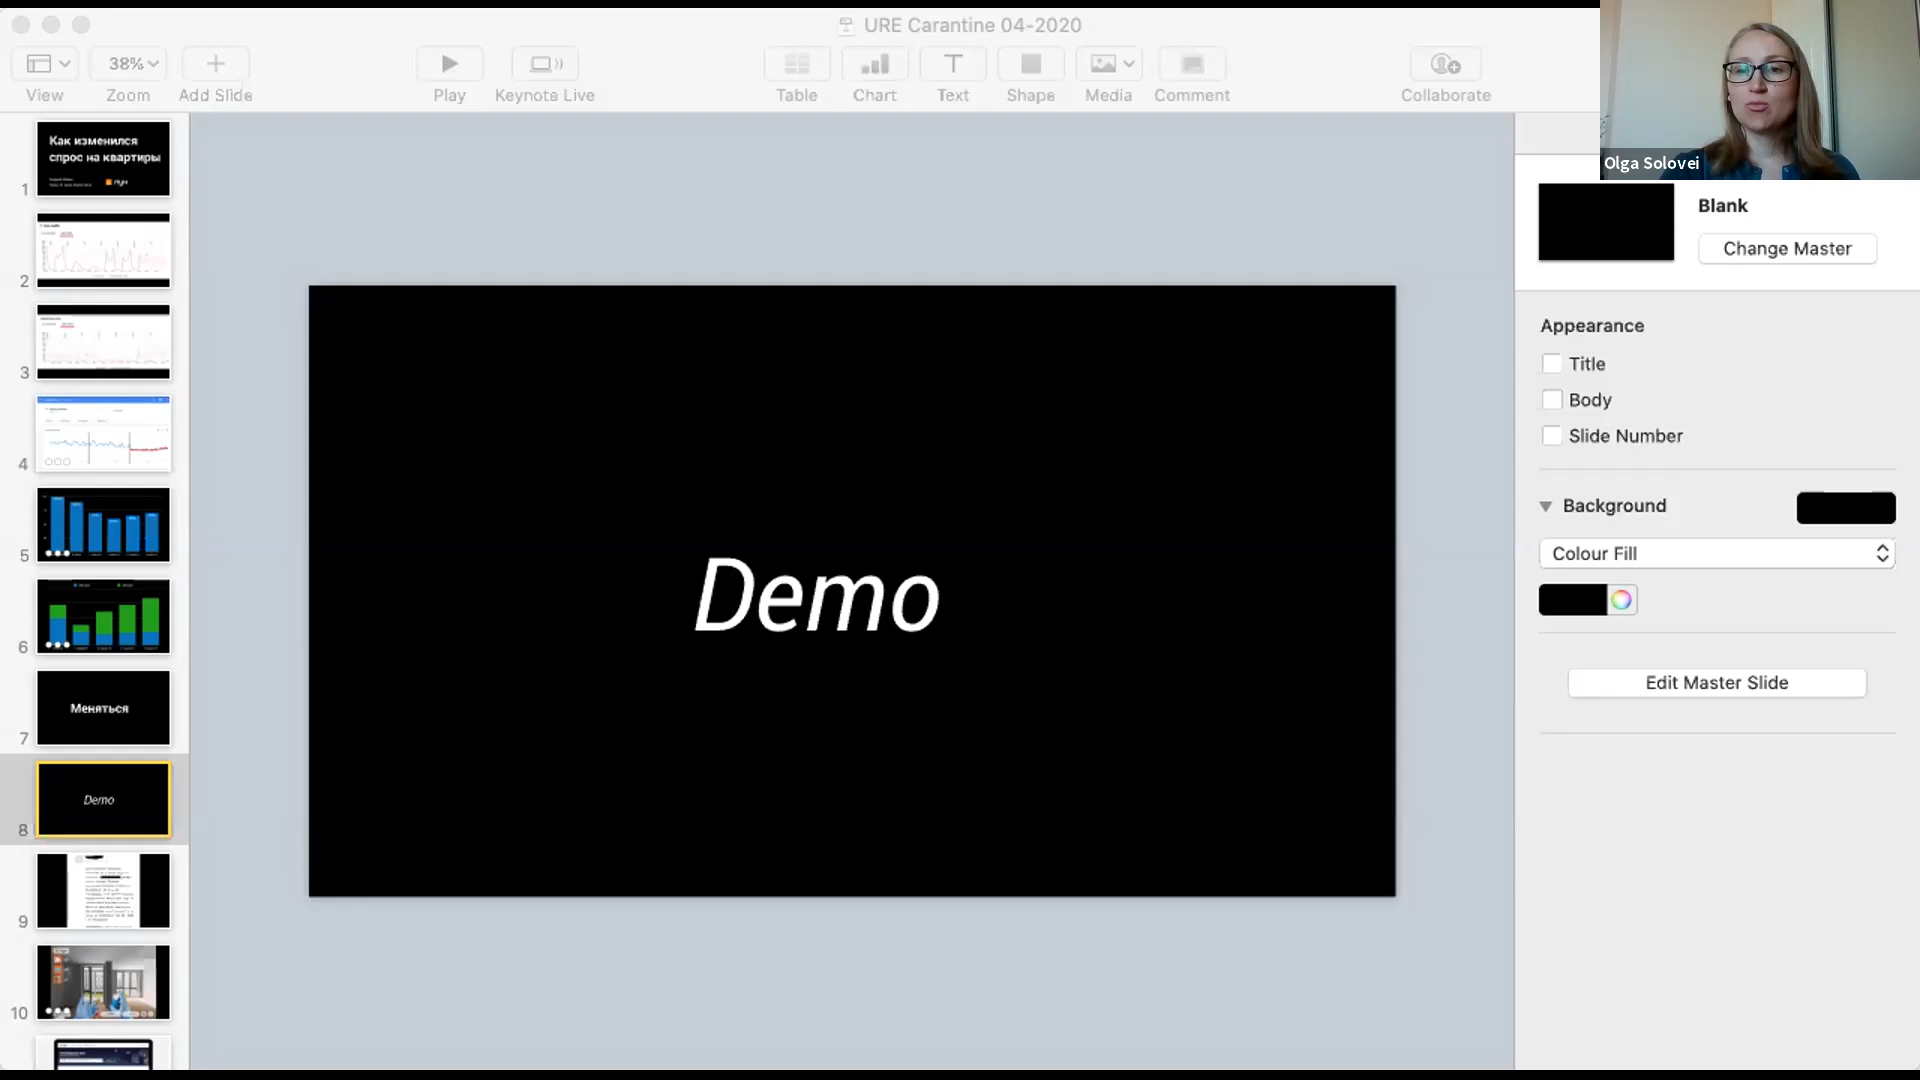 URE Carantine 04-2020
38%
View
Zoom
Add Slide
Play
Keynote Live
Table
Chart
Text
Shape
Media
Comment
Collaborate
Olga Solovei
Как изменился
спрос на квартиры
1
2
3
4
5
6
Меняться
7
Demo
8
9
10
Demo
Blank
Change Master
Appearance
Title
Body
Slide Number
Background
Colour Fill
Edit Master Slide